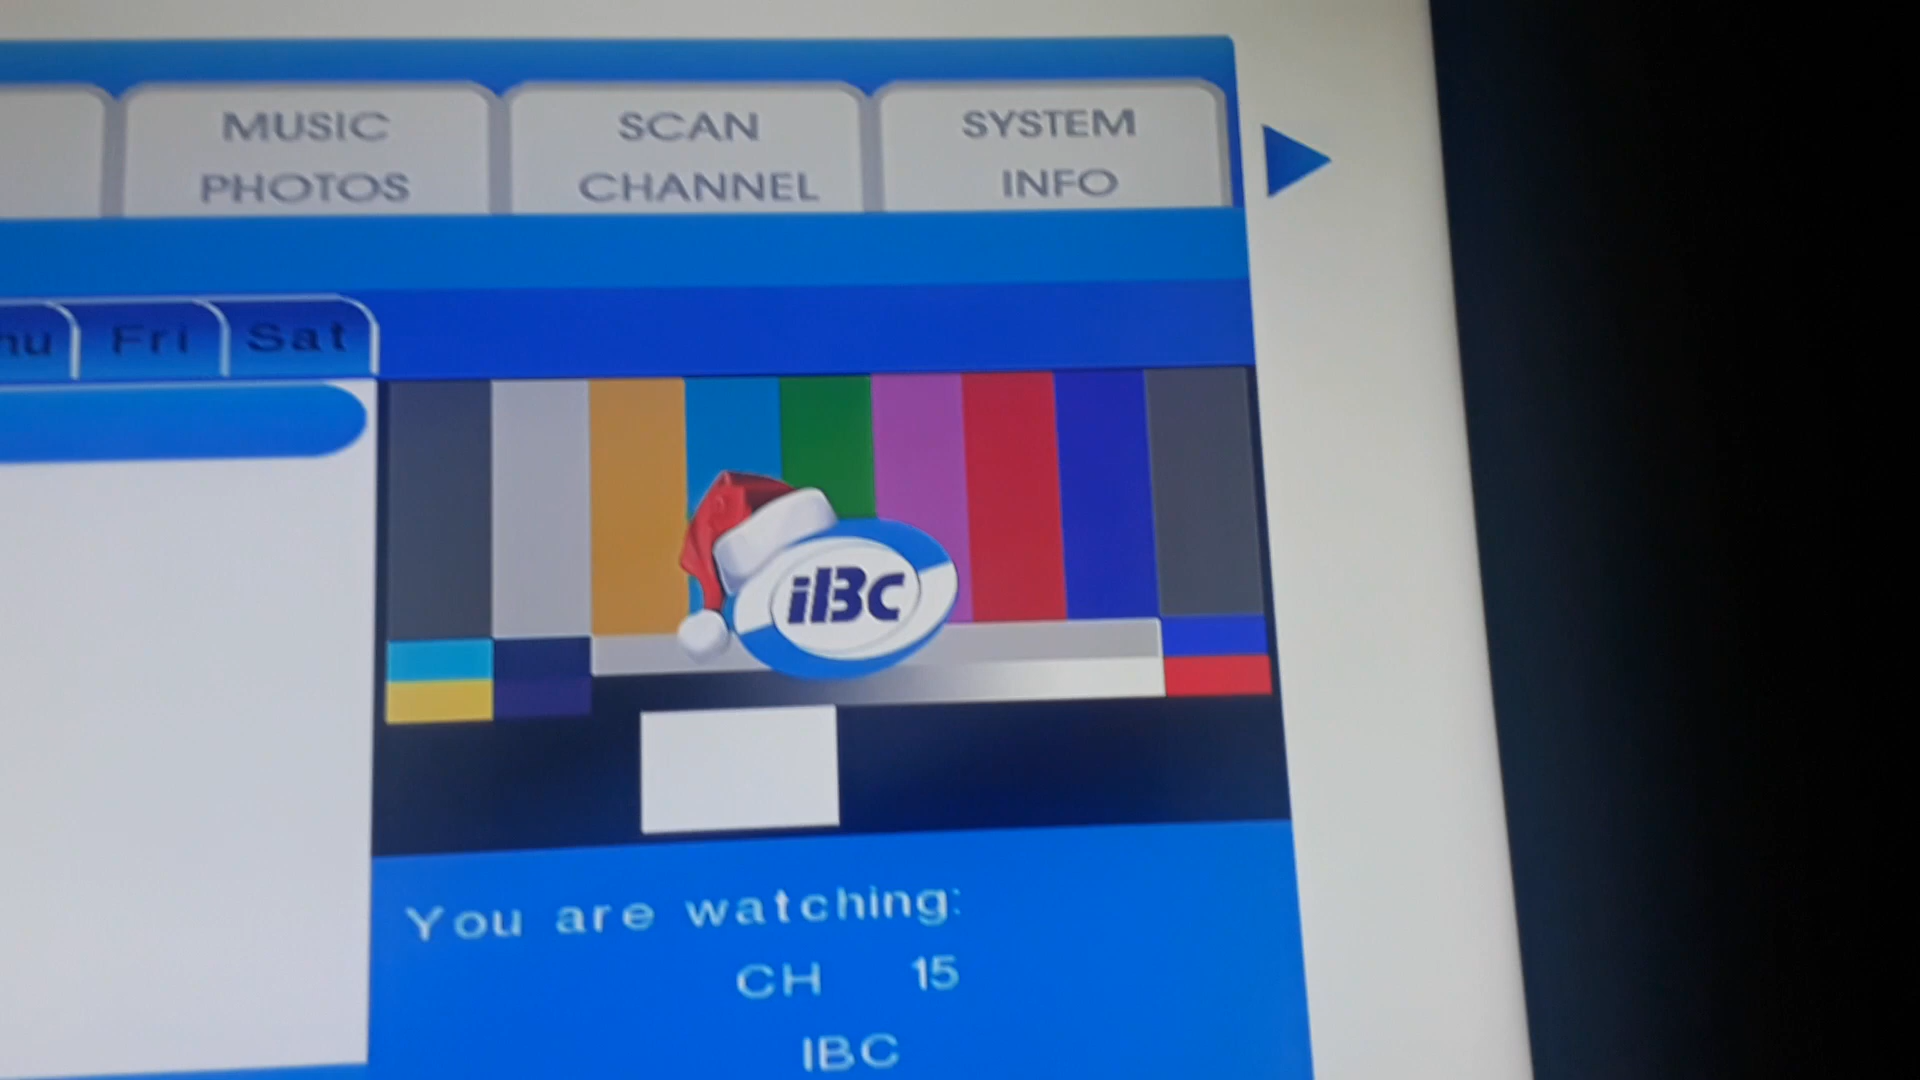 MUSIC
PHOTOS
SCAN
CHANNEL
SYSTEM
INFO
Fri
Sat
iBC
You are watching:
CH 15
IBC